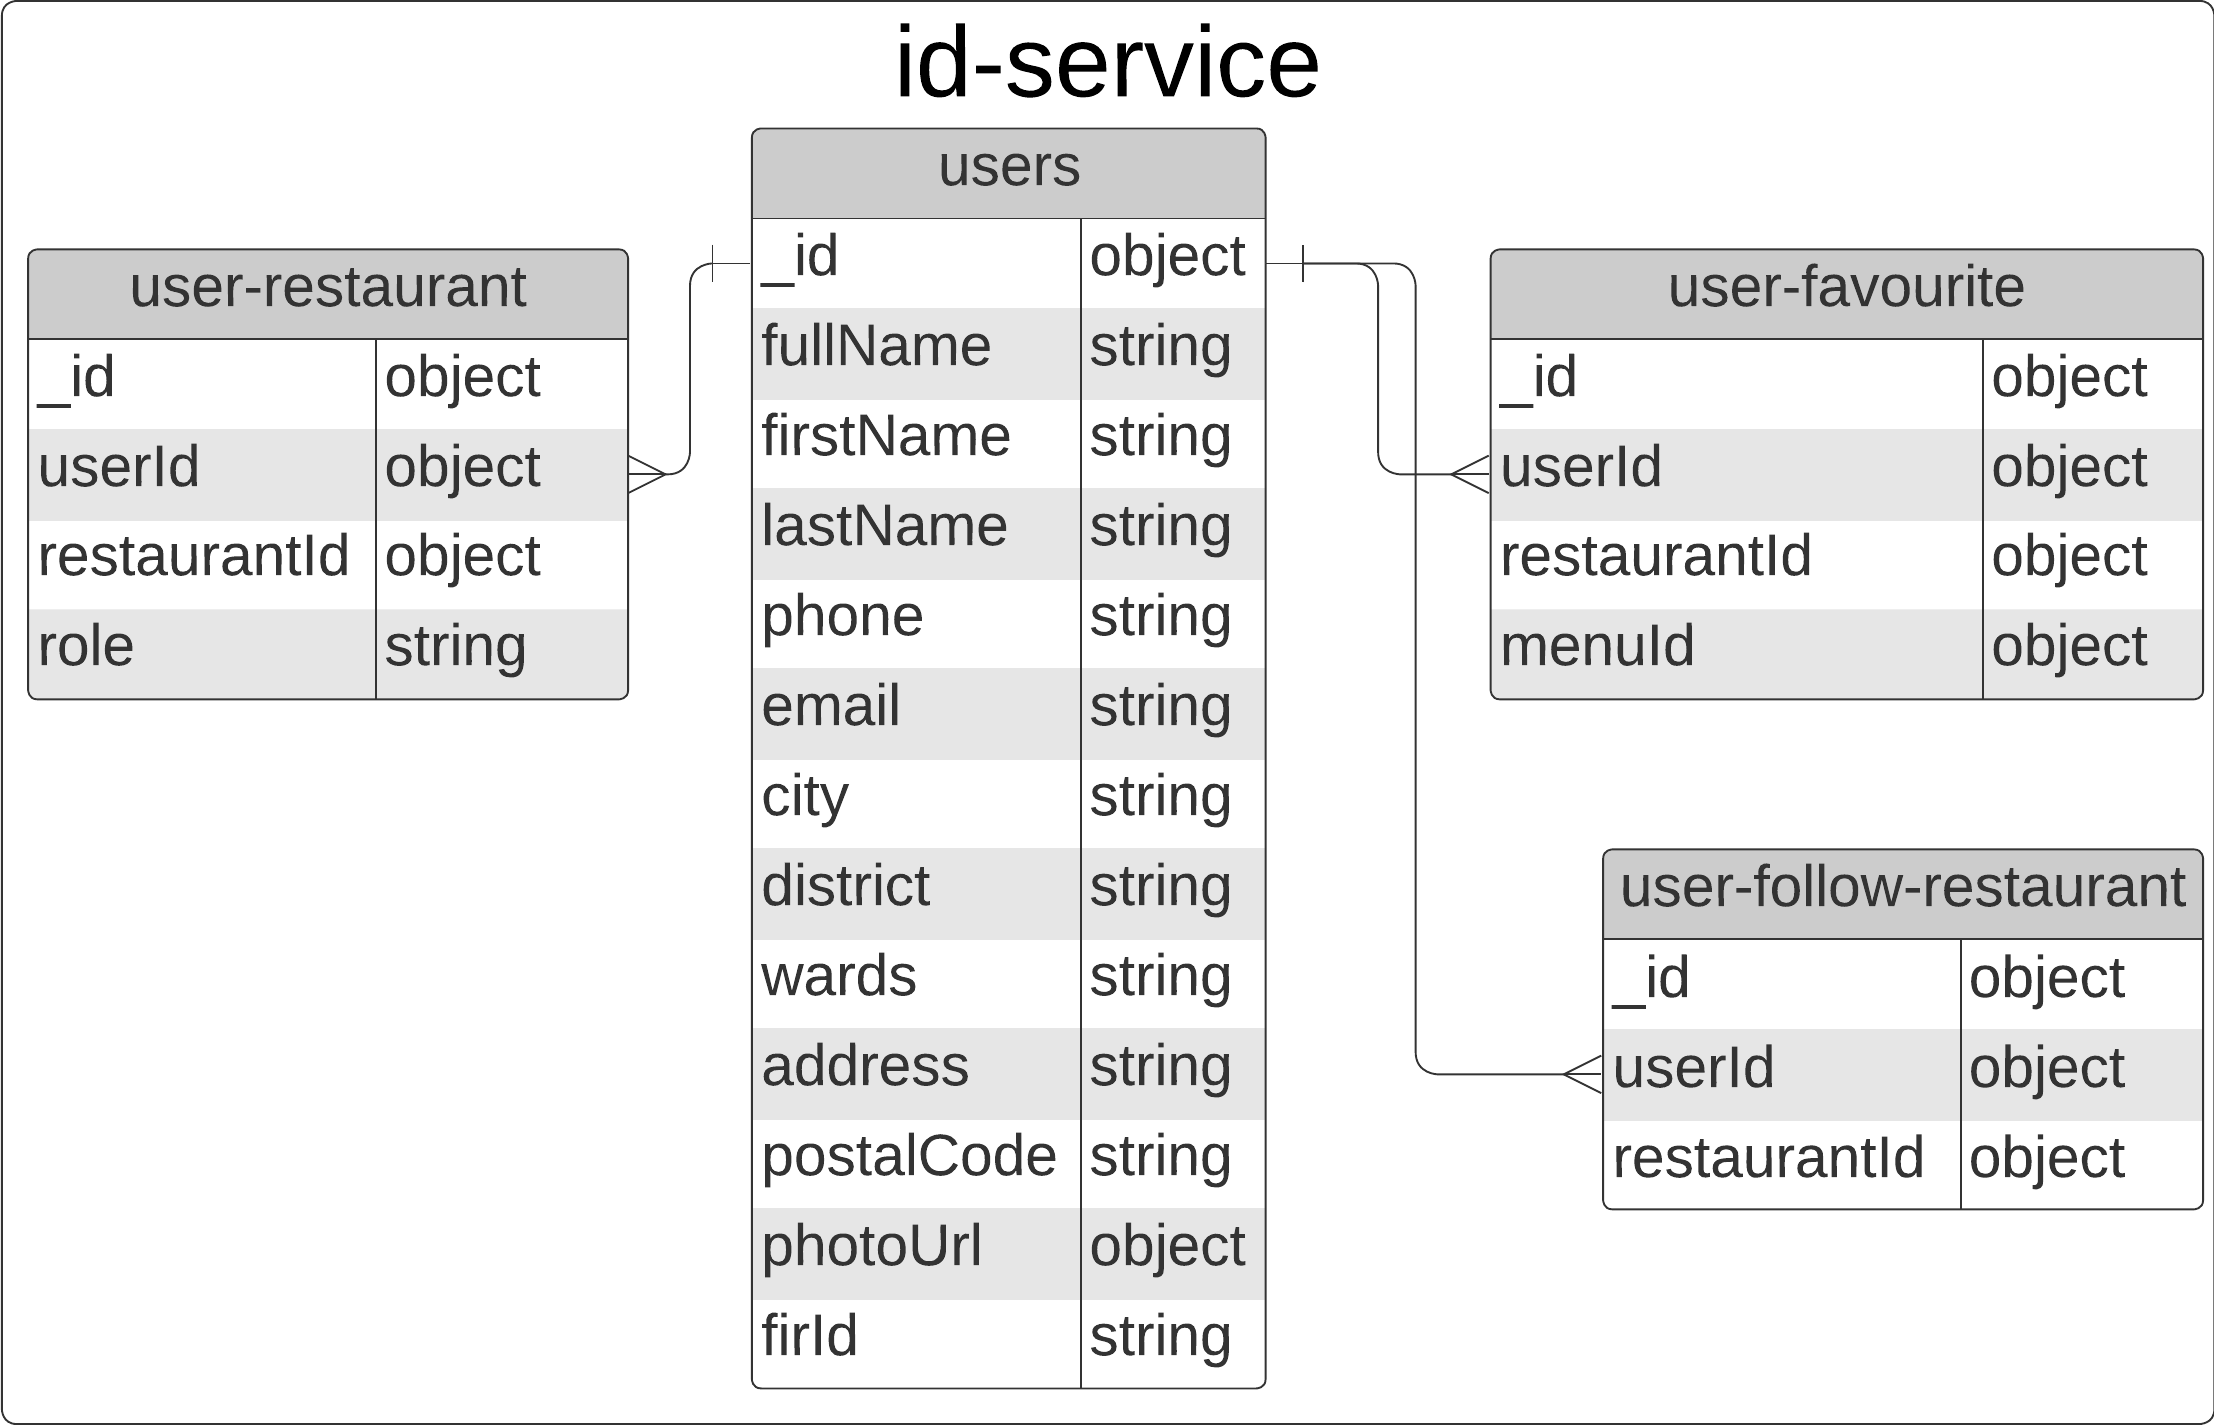 id-service
user-restaurant
_id object
userId object
restaurantId object
role string
users
_id object
fullName string
firstName string
lastName string
phone string
email string
city string
district string
wards string
address string
postalCode string
photoUrl object
firId string
user-favourite
_id object
userId object
restaurantId object
menuId object
user-follow-restaurant
_id object
userId object
restaurantId object